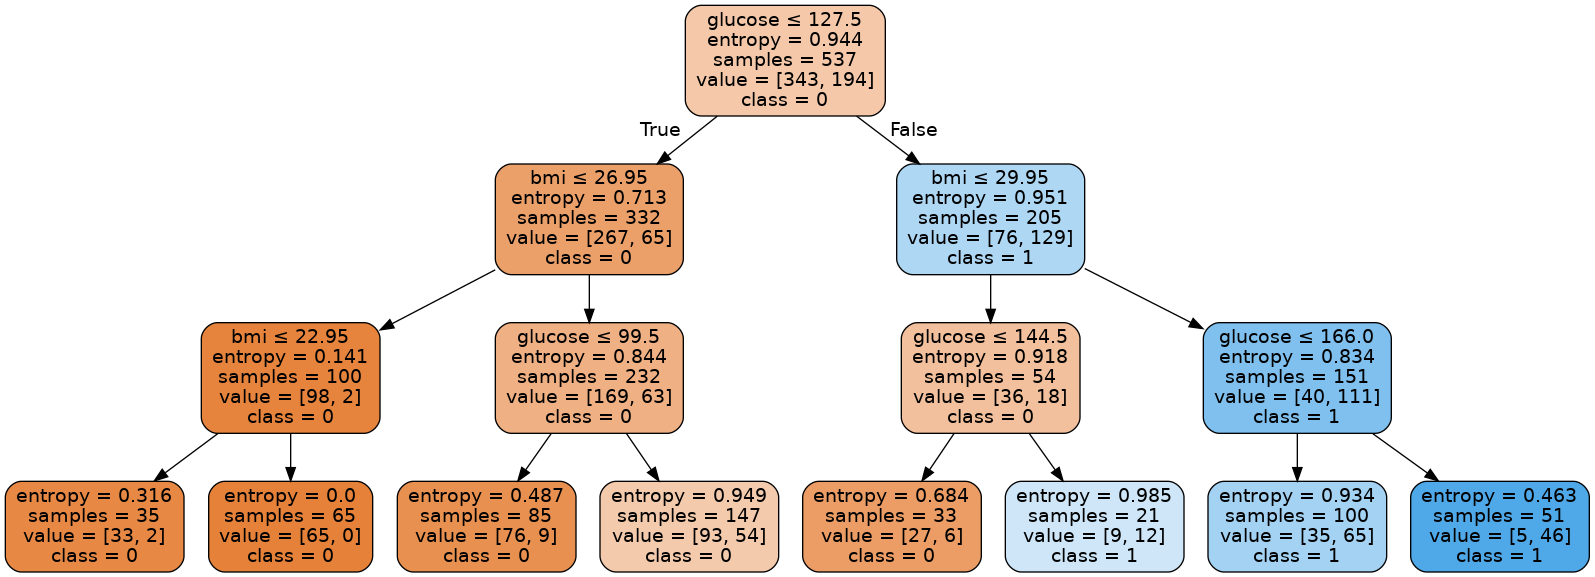 glucose ≤ 127.5
entropy = 0.944
samples = 537
value = [343, 194]
class = 0
True
False
bmi ≤ 26.95
entropy = 0.713
samples = 332
value = [267, 65]
class = 0
bmi ≤ 29.95
entropy = 0.951
samples = 205
value = [76, 129]
class = 1
bmi ≤ 22.95
entropy = 0.141
samples = 100
value = [98, 2]
class = 0
glucose ≤ 99.5
entropy = 0.844
samples = 232
value = [169, 63]
class = 0
glucose ≤ 144.5
entropy = 0.918
samples = 54
value = [36, 18]
class = 0
glucose ≤ 166.0
entropy = 0.834
samples = 151
value = [40, 111]
class = 1
entropy = 0.316
samples = 35
value = [33, 2]
class = 0
entropy = 0.0
samples = 65
value = [65, 0]
class = 0
entropy = 0.487
samples = 85
value = [76, 9]
class = 0
entropy = 0.949
samples = 147
value = [93, 54]
class = 0
entropy = 0.684
samples = 33
value = [27, 6]
class = 0
entropy = 0.985
samples = 21
value = [9, 12]
class = 1
entropy = 0.934
samples = 100
value = [35, 65]
class = 1
entropy = 0.463
samples = 51
value = [5, 46]
class = 1